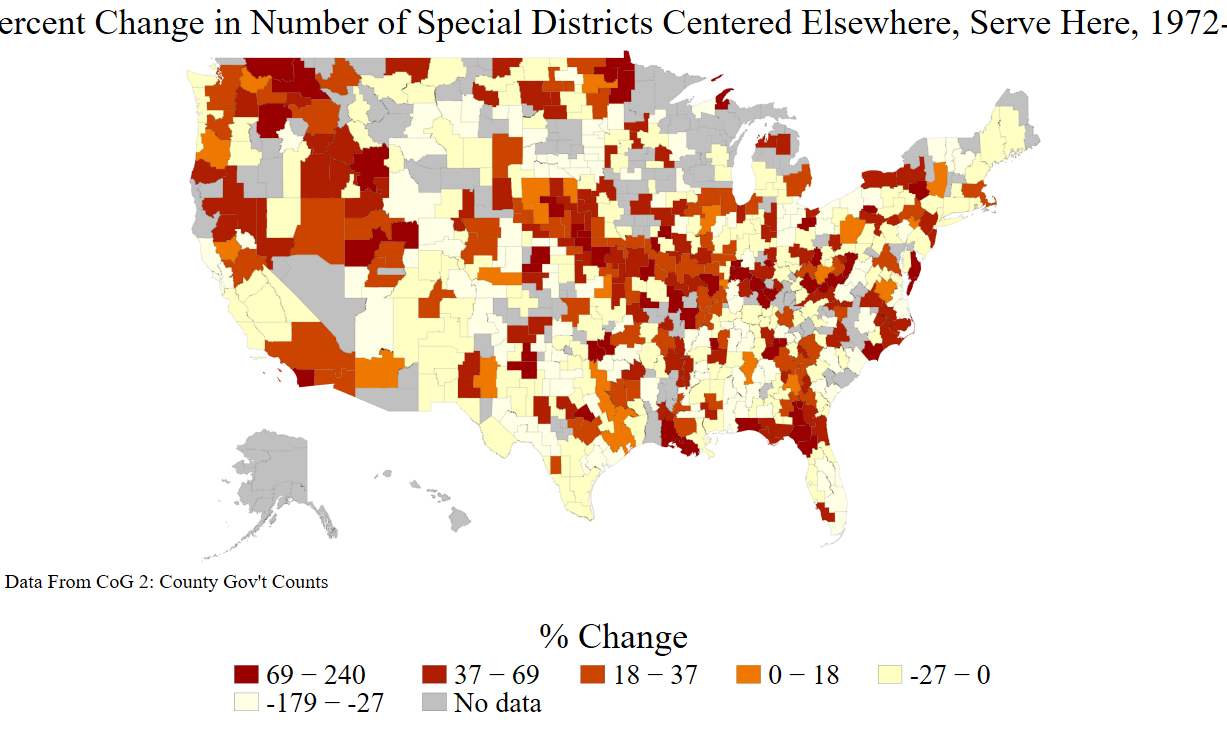 ercent Change in Number of Special Districts Centered Elsewhere, Serve Here, 1972-
Data From CoG 2: County Gov't Counts
% Change
69 − 240 37 − 69 18 − 37 0 − 18 -27 − 0
-179 − -27 No data